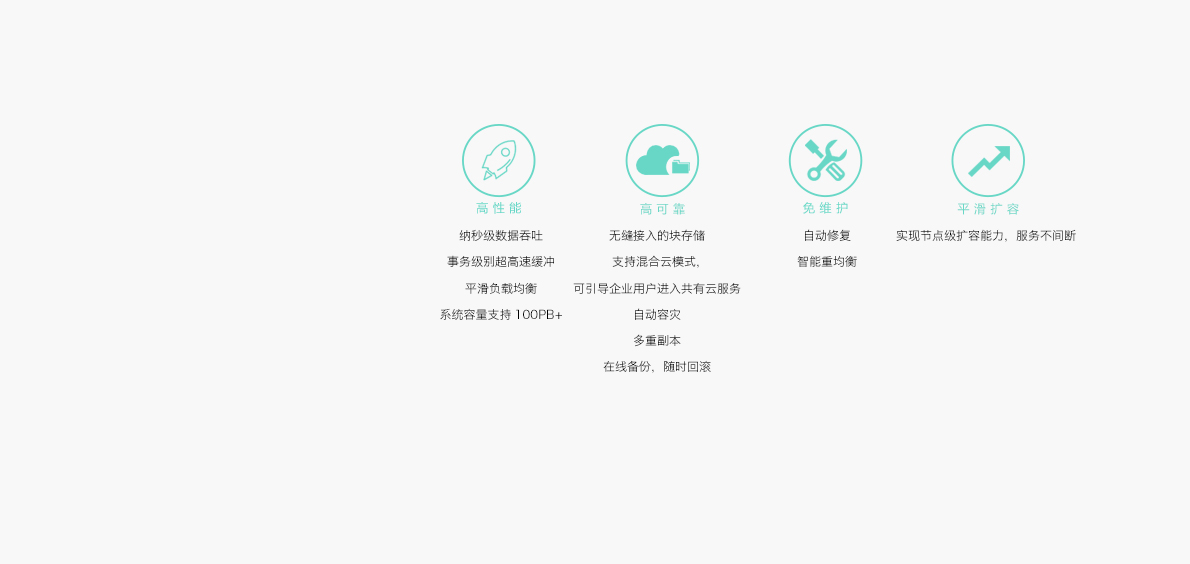 高性能
纳秒级数据吞吐
事务级别超高速缓冲
平滑负载均衡
系统容量支持 100PB+
高可靠
无缝接入的块存储
支持混合云模式，
可引导企业用户进入共有云服务
自动容灾
多重副本
在线备份，随时回滚
免维护
自动修复
智能重均衡
平滑扩容
实现节点级扩容能力，服务不间断